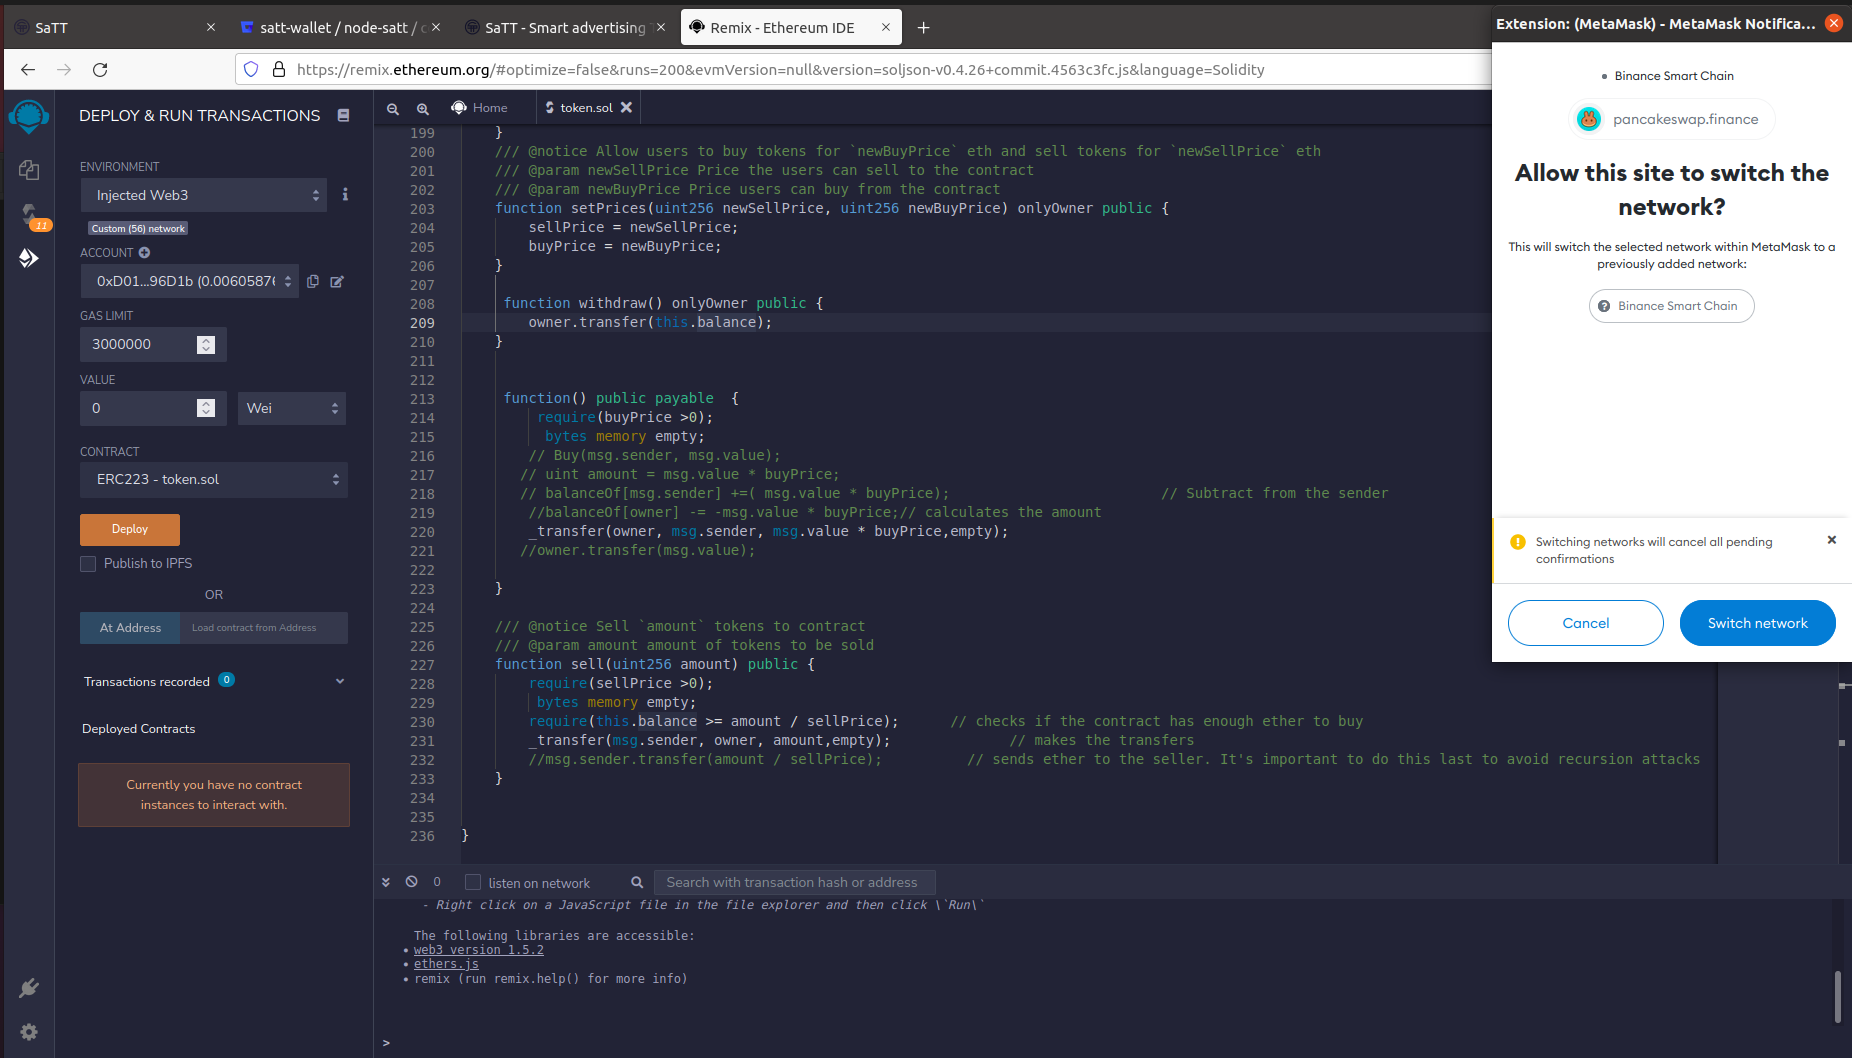 SaTT
satt-wallet / node-satt / c
SaTT - Smart advertising T
Remix - Ethereum IDE
https://remix.ethereum.org/#optimize=false&runs=200&evmVersion=null&version=soljson-v0.4.26+commit.4563c3fc.js&language=Solidity
DEPLOY & RUN TRANSACTIONS
ENVIRONMENT
Injected Web3
Custom (56) network
ACCOUNT
0xD01...96D1b (0.00605876
GAS LIMIT
3000000
VALUE
0
Wei
CONTRACT
ERC223 - token.sol
Deploy
Publish to IPFS
OR
At Address
Load contract from Address
Transactions recorded 0
Deployed Contracts
Currently you have no contract
instances to interact with.
11
Home
token.sol
199 }
200 /// @notice Allow users to buy tokens for `newBuyPrice` eth and sell tokens for `newSellPrice` eth
201 /// @param newSellPrice Price the users can sell to the contract
202 /// @param newBuyPrice Price users can buy from the contract
203 function setPrices(uint256 newSellPrice, uint256 newBuyPrice) onlyOwner public {
204 sellPrice = newSellPrice;
205 buyPrice = newBuyPrice;
206 }
207
208 function withdraw() onlyOwner public {
209 owner.transfer(this.balance);
210 }
211
212
213 function() public payable {
214 require(buyPrice >0);
215 bytes memory empty;
216 // Buy(msg.sender, msg.value);
217 // uint amount = msg.value * buyPrice;
218 // balanceOf[msg.sender] +=( msg.value * buyPrice); // Subtract from the sender
219 //balanceOf[owner] -= -msg.value * buyPrice;// calculates the amount
220 _transfer(owner, msg.sender, msg.value * buyPrice,empty);
221 //owner.transfer(msg.value);
222
223 }
224
225 /// @notice Sell `amount` tokens to contract
226 /// @param amount amount of tokens to be sold
227 function sell(uint256 amount) public {
228 require(sellPrice >0);
229 bytes memory empty;
230 require(this.balance >= amount / sellPrice); // checks if the contract has enough ether to buy
231 _transfer(msg.sender, owner, amount,empty); // makes the transfers
232 //msg.sender.transfer(amount / sellPrice); // sends ether to the seller. It's important to do this last to avoid recursion attacks
233 }
234
235
236 }
0
listen on network
Search with transaction hash or address
- Right click on a JavaScript file in the file explorer and then click \`Run\`
The following libraries are accessible:
• web3 version 1.5.2
• ethers.js
• remix (run remix.help() for more info)
>
Extension: (MetaMask) - MetaMask Notifica...
Binance Smart Chain
pancakeswap.finance
Allow this site to switch the
network?
This will switch the selected network within MetaMask to a
previously added network:
Binance Smart Chain
Switching networks will cancel all pending
confirmations
Cancel
Switch network